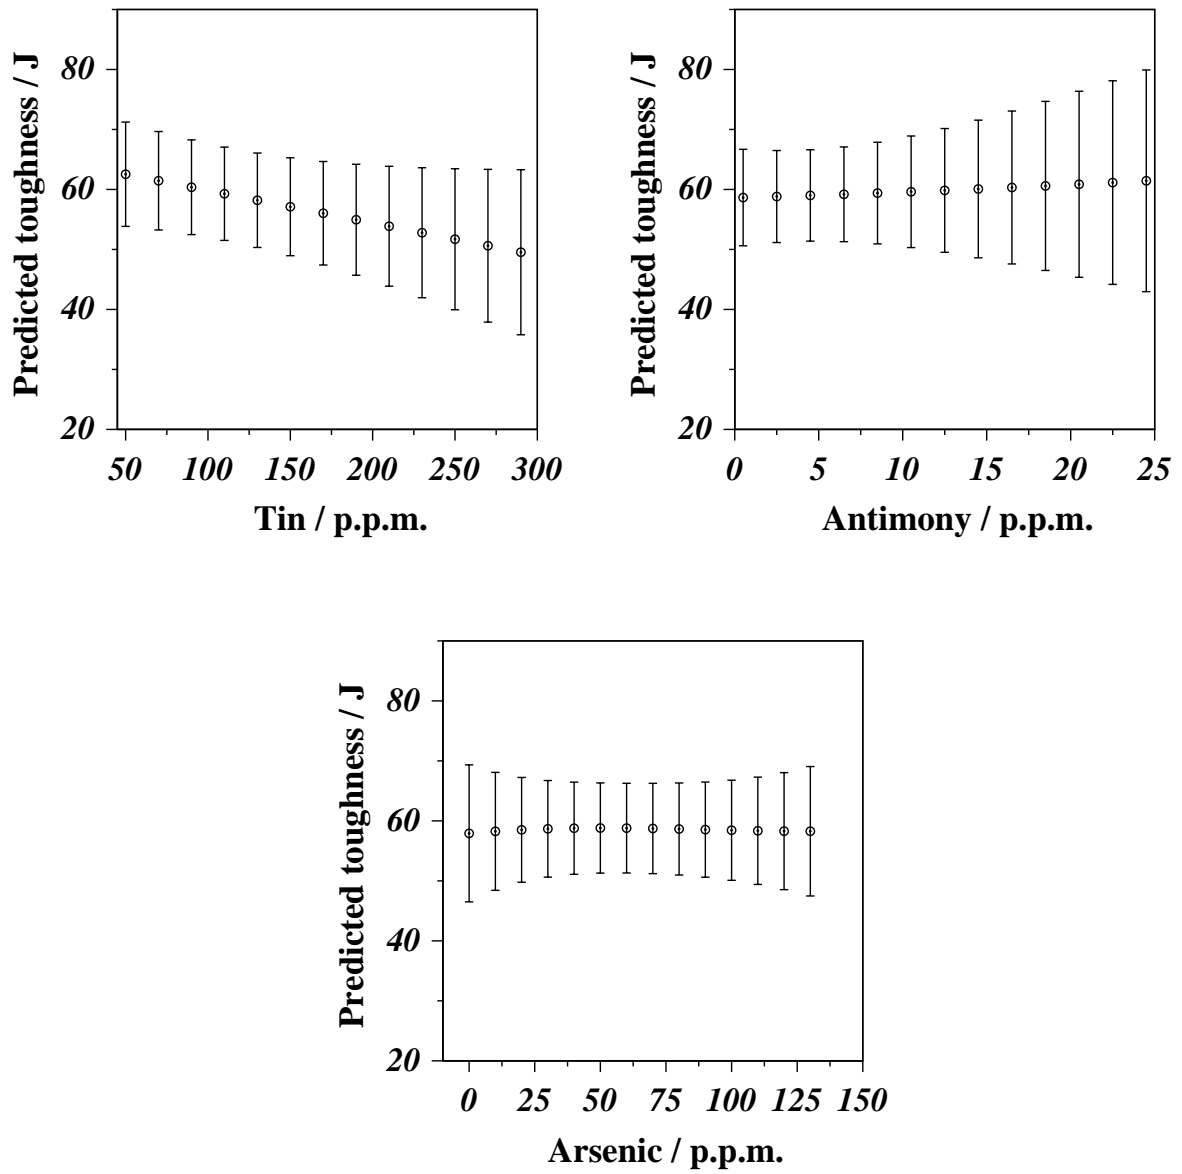 Predicted toughness / J
80
60
40
20
50 100 150 200 250 300
Tin / p.p.m.
Predicted toughness / J
80
60
40
20
0 5 10 15 20 25
Antimony / p.p.m.
Predicted toughness / J
80
60
40
20
0 25 50 75 100 125 150
Arsenic / p.p.m.